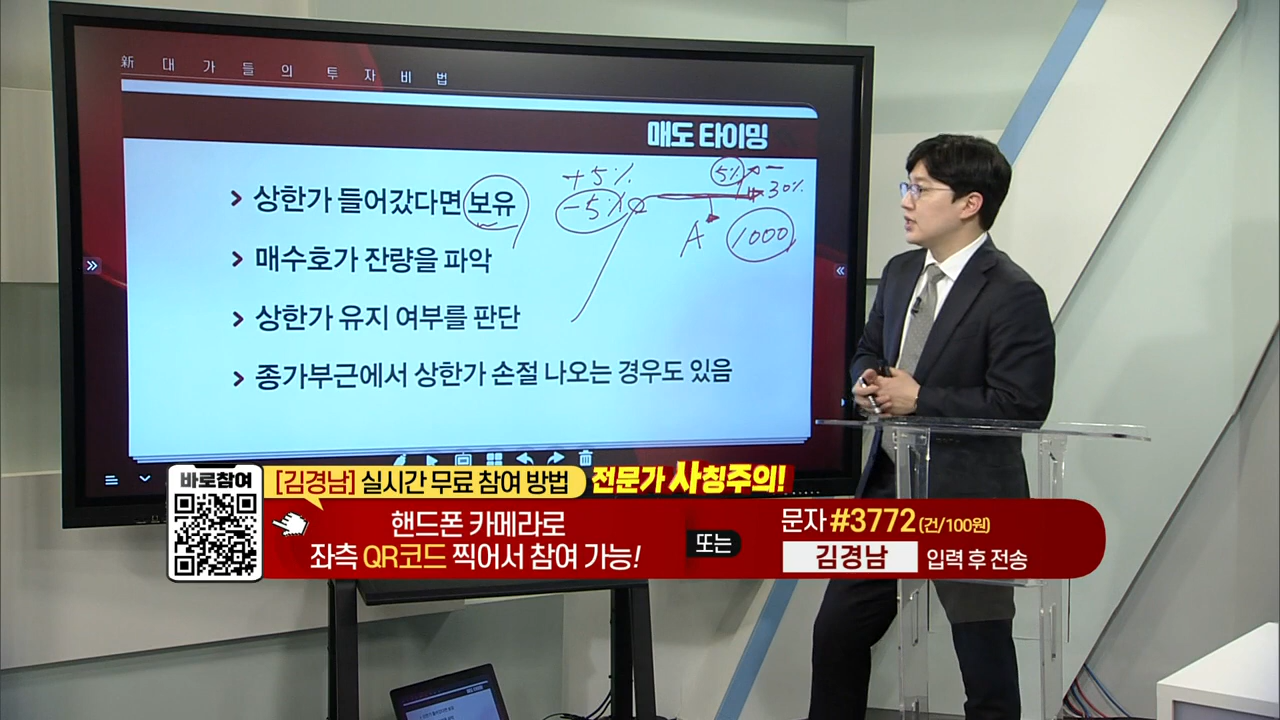 新 대 가 들 의 투 자 비 법
매도 타이밍
> 상한가 들어갔다면 보유
> 매수호가 잔량을 파악
> 상한가 유지 여부를 판단
> 종가부근에서 상한가 손절 나오는 경우도 있음
+5%
-5%
5%
30%
A
1000
바로참여
[김경남] 실시간 무료 참여 방법
전문가 사칭주의!
핸드폰 카메라로
좌측 QR코드 찍어서 참여 가능!
또는
문자 #3772 (건/100원)
김경남 입력 후 전송